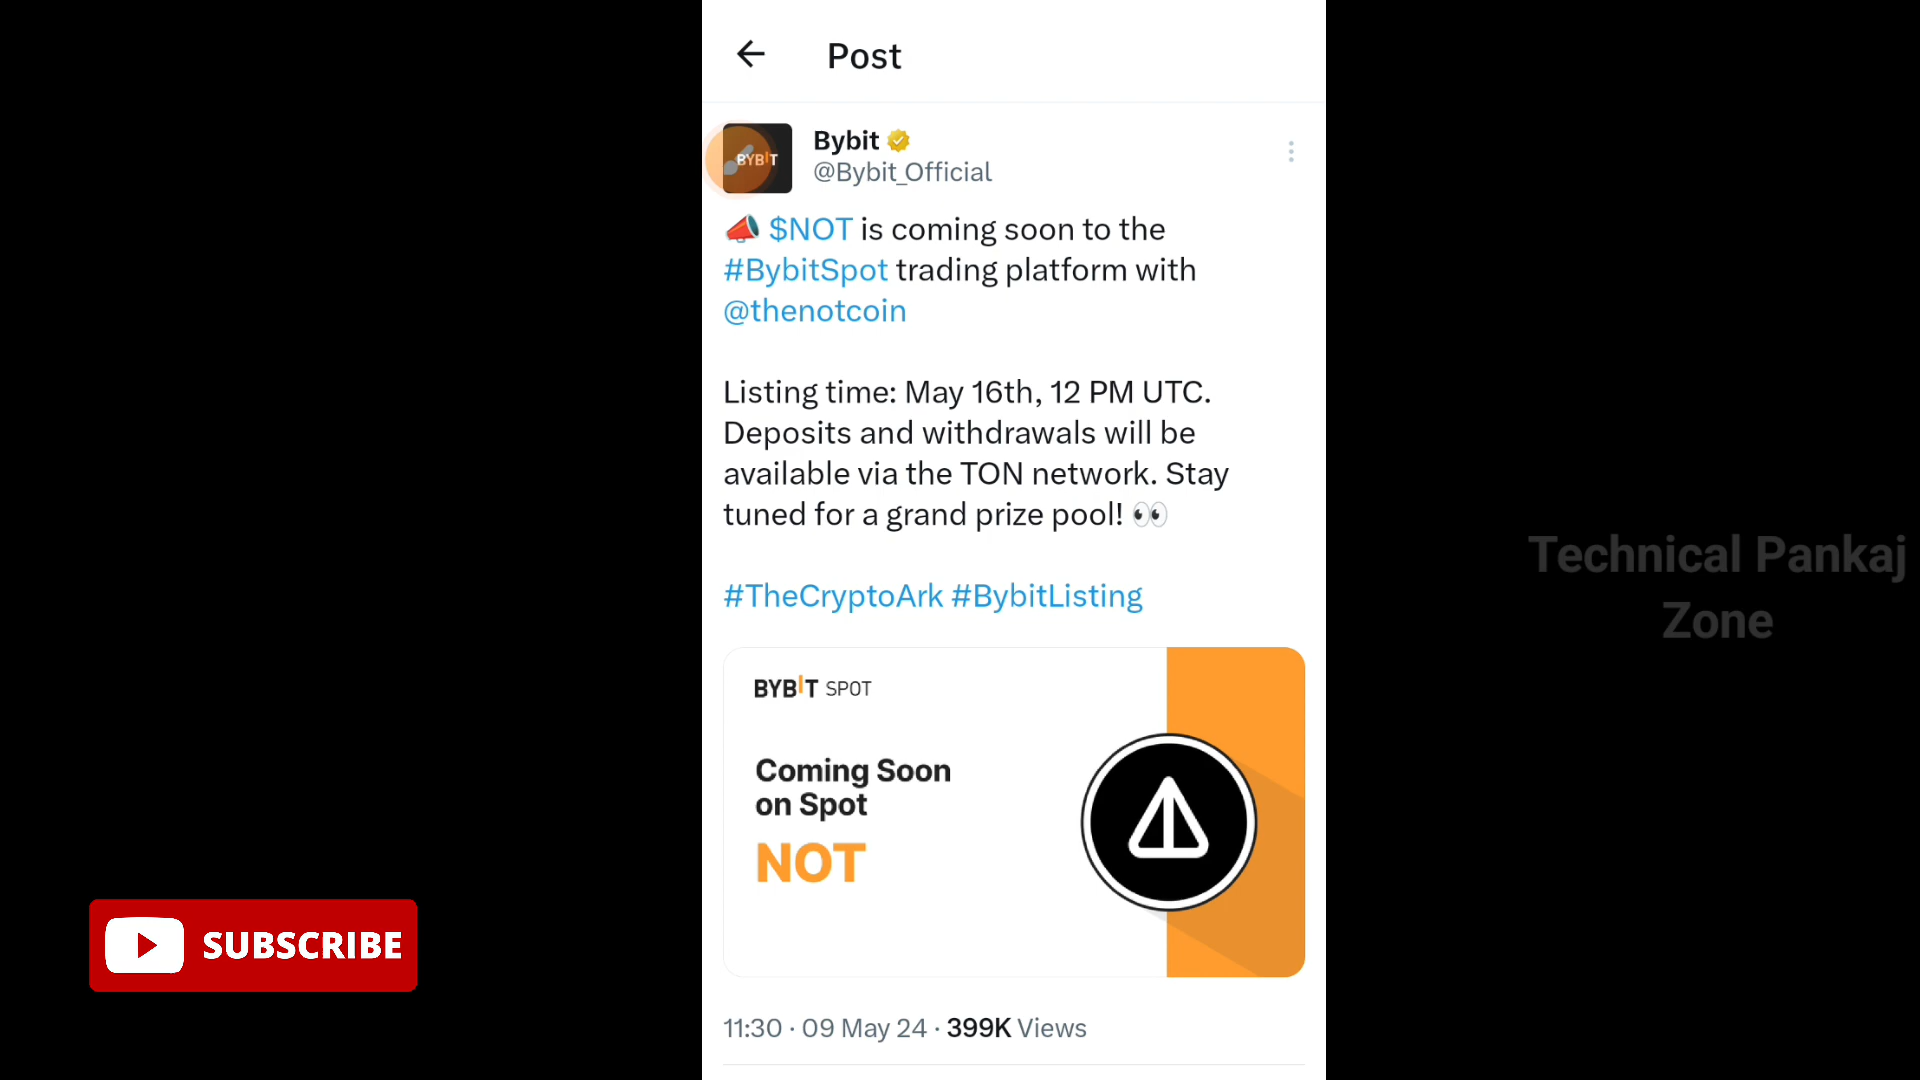 Post
BYBIT
Bybit
@Bybit_Official
📣 $NOT is coming soon to the
#BybitSpot trading platform with
@thenotcoin
Listing time: May 16th, 12 PM UTC.
Deposits and withdrawals will be
available via the TON network. Stay
tuned for a grand prize pool! 👀
#TheCryptoArk #BybitListing
BYBIT SPOT
Coming Soon
on Spot
NOT
11:30 · 09 May 24 · 399K Views
SUBSCRIBE
Technical Pankaj
Zone